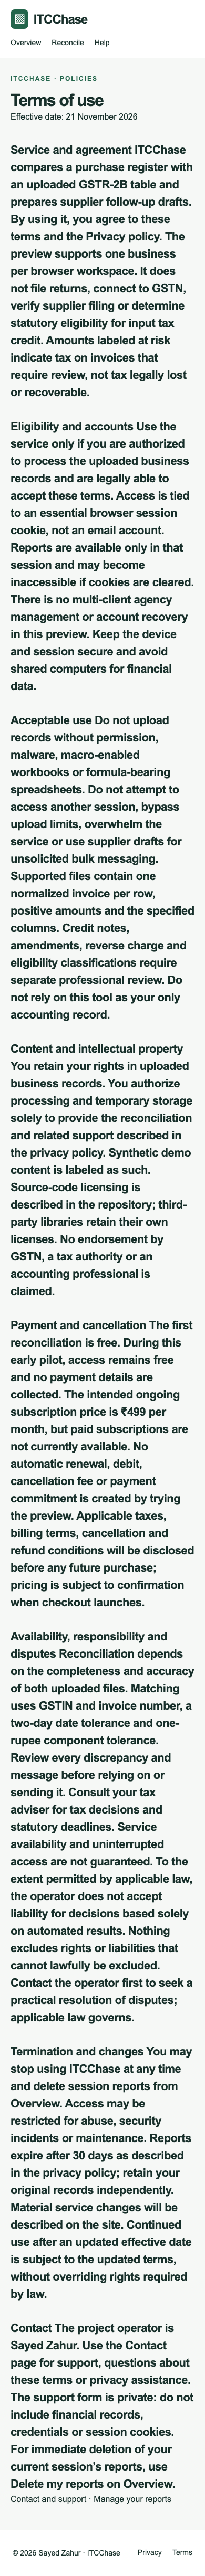 ITCChase
Overview Reconcile Help
ITCCHASE · POLICIES
Terms of use
Effective date: 21 November 2026
Service and agreement ITCChase
compares a purchase register with
an uploaded GSTR-2B table and
prepares supplier follow-up drafts.
By using it, you agree to these
terms and the Privacy policy. The
preview supports one business
per browser workspace. It does
not file returns, connect to GSTN,
verify supplier filing or determine
statutory eligibility for input tax
credit. Amounts labeled at risk
indicate tax on invoices that
require review, not tax legally lost
or recoverable.
Eligibility and accounts Use the
service only if you are authorized
to process the uploaded business
records and are legally able to
accept these terms. Access is tied
to an essential browser session
cookie, not an email account.
Reports are available only in that
session and may become
inaccessible if cookies are cleared.
There is no multi-client agency
management or account recovery
in this preview. Keep the device
and session secure and avoid
shared computers for financial
data.
Acceptable use Do not upload
records without permission,
malware, macro-enabled
workbooks or formula-bearing
spreadsheets. Do not attempt to
access another session, bypass
upload limits, overwhelm the
service or use supplier drafts for
unsolicited bulk messaging.
Supported files contain one
normalized invoice per row,
positive amounts and the specified
columns. Credit notes,
amendments, reverse charge and
eligibility classifications require
separate professional review. Do
not rely on this tool as your only
accounting record.
Content and intellectual property
You retain your rights in uploaded
business records. You authorize
processing and temporary storage
solely to provide the reconciliation
and related support described in
the privacy policy. Synthetic demo
content is labeled as such.
Source-code licensing is
described in the repository; third-
party libraries retain their own
licenses. No endorsement by
GSTN, a tax authority or an
accounting professional is
claimed.
Payment and cancellation The first
reconciliation is free. During this
early pilot, access remains free
and no payment details are
collected. The intended ongoing
subscription price is ₹499 per
month, but paid subscriptions are
not currently available. No
automatic renewal, debit,
cancellation fee or payment
commitment is created by trying
the preview. Applicable taxes,
billing terms, cancellation and
refund conditions will be disclosed
before any future purchase;
pricing is subject to confirmation
when checkout launches.
Availability, responsibility and
disputes Reconciliation depends
on the completeness and accuracy
of both uploaded files. Matching
uses GSTIN and invoice number, a
two-day date tolerance and one-
rupee component tolerance.
Review every discrepancy and
message before relying on or
sending it. Consult your tax
adviser for tax decisions and
statutory deadlines. Service
availability and uninterrupted
access are not guaranteed. To the
extent permitted by applicable law,
the operator does not accept
liability for decisions based solely
on automated results. Nothing
excludes rights or liabilities that
cannot lawfully be excluded.
Contact the operator first to seek a
practical resolution of disputes;
applicable law governs.
Termination and changes You may
stop using ITCChase at any time
and delete session reports from
Overview. Access may be
restricted for abuse, security
incidents or maintenance. Reports
expire after 30 days as described
in the privacy policy; retain your
original records independently.
Material service changes will be
described on the site. Continued
use after an updated effective date
is subject to the updated terms,
without overriding rights required
by law.
Contact The project operator is
Sayed Zahur. Use the Contact
page for support, questions about
these terms or privacy assistance.
The support form is private: do not
include financial records,
credentials or session cookies.
For immediate deletion of your
current session's reports, use
Delete my reports on Overview.
Contact and support · Manage your reports
© 2026 Sayed Zahur · ITCChase Privacy Terms